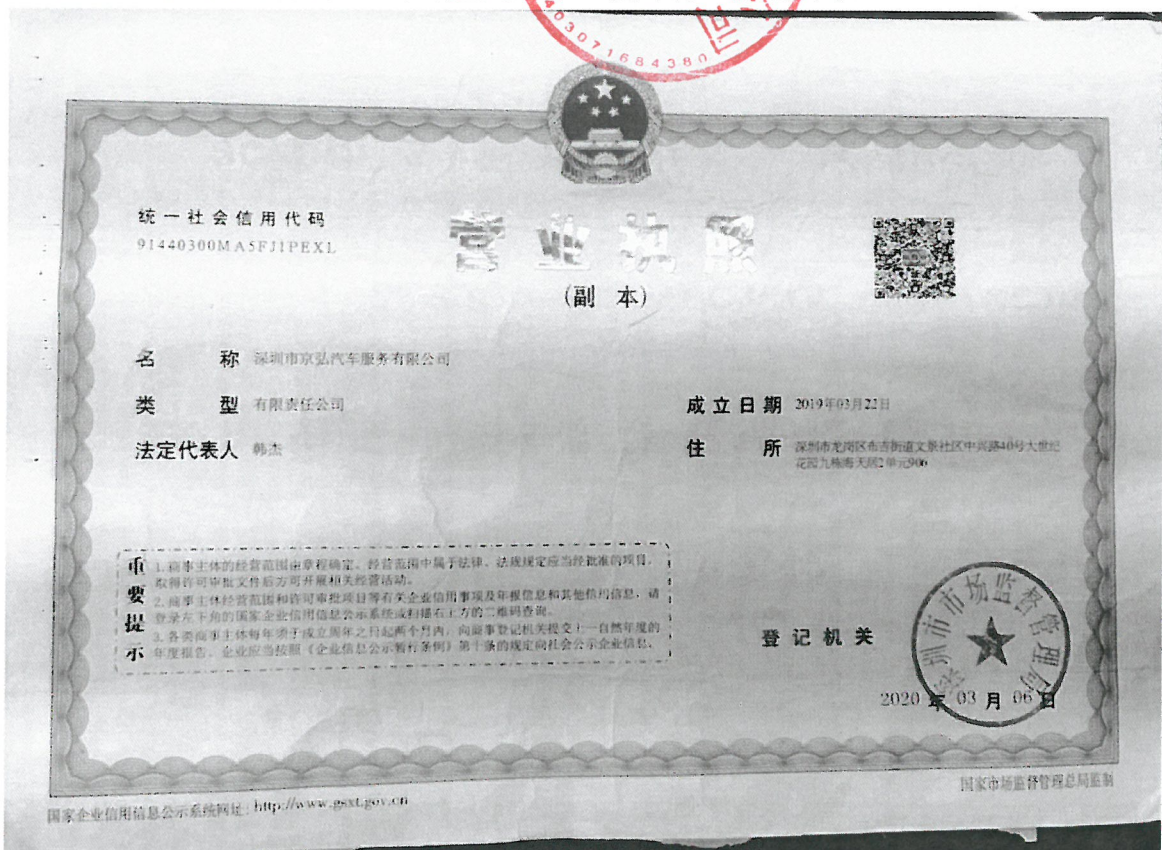 4403071684380
司
统一社会信用代码
91440300MA5FJ1PEXL
营业执照
(副 本)
名 称 深圳市京弘汽车服务有限公司
类 型 有限责任公司
成立日期 2019年03月22日
法定代表人 韩杰
住 所 深圳市龙岗区布吉街道文景社区中兴路40号大世纪
花园九栋海天居2单元906
重要提示
1. 商事主体的经营范围由章程确定。经营范围中属于法律、法规规定应当经批准的项目,
取得许可审批文件后方可开展相关经营活动。
2. 商事主体经营范围和许可审批项目等有关企业信用事项及年报信息和其他信用信息,请
登录左下角的国家企业信用信息公示系统或扫描右上方的二维码查询。
3. 各类商事主体每年须于成立周年之日起两个月内,向商事登记机关提交上一自然年度的
年度报告。企业应当按照《企业信息公示暂行条例》第十条的规定向社会公示企业信息。
登记机关
深圳市市场监督管理局
2020 年 03 月 06 日
国家企业信用信息公示系统网址: http://www.gsxt.gov.cn
国家市场监督管理总局监制